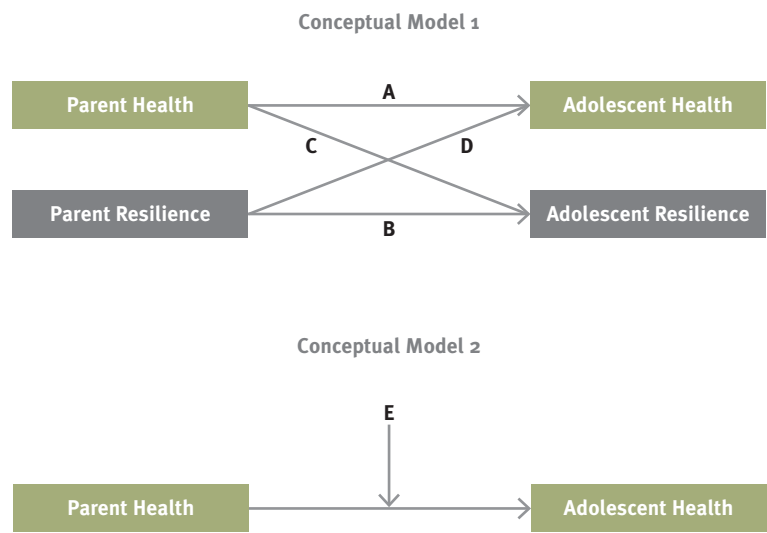 Conceptual Model 1
A
Parent Health
Adolescent Health
C
D
Parent Resilience
Adolescent Resilience
B
Conceptual Model 2
E
Parent Health
Adolescent Health